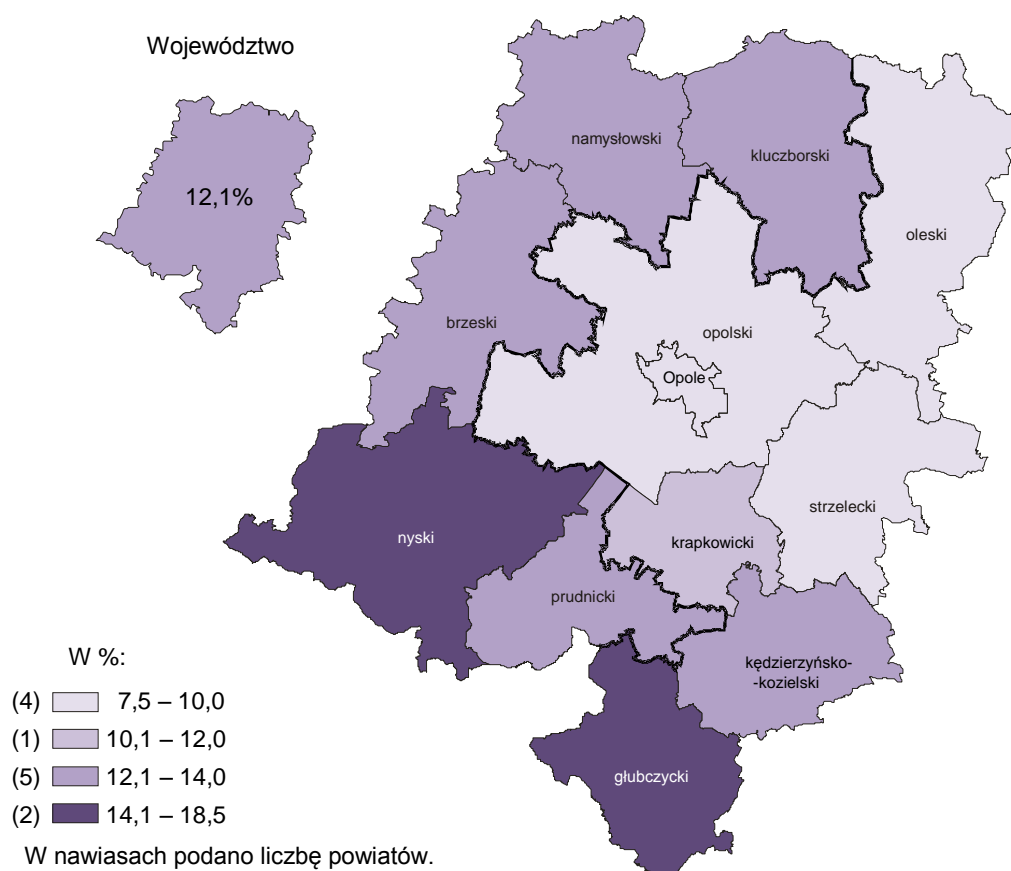 Województwo
12,1%
namysłowski
kluczborski
oleski
brzeski
opolski
Opole
strzelecki
nyski
krapkowicki
prudnicki
kędzierzyńsko-
-kozielski
głubczycki
W %:
(4) 7,5 – 10,0
(1) 10,1 – 12,0
(5) 12,1 – 14,0
(2) 14,1 – 18,5
W nawiasach podano liczbę powiatów.